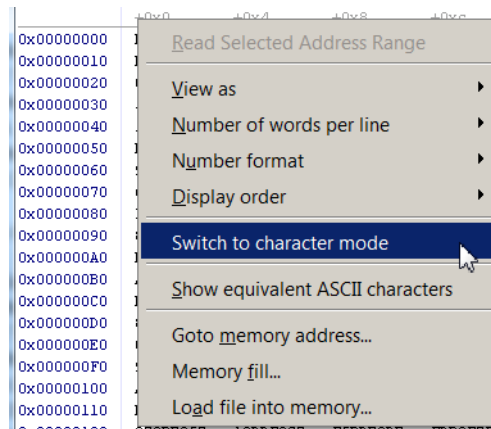 +0x0 +0x4 +0x8 +0xc
0x00000000
Read Selected Address Range
0x00000010
0x00000020
View as
0x00000030
0x00000040
Number of words per line
0x00000050
Number format
0x00000060
0x00000070
Display order
0x00000080
0x00000090
Switch to character mode
0x000000A0
0x000000B0
Show equivalent ASCII characters
0x000000C0
0x000000D0
Goto memory address...
0x000000E0
0x000000F0
Memory fill...
0x00000100
0x00000110
Load file into memory...